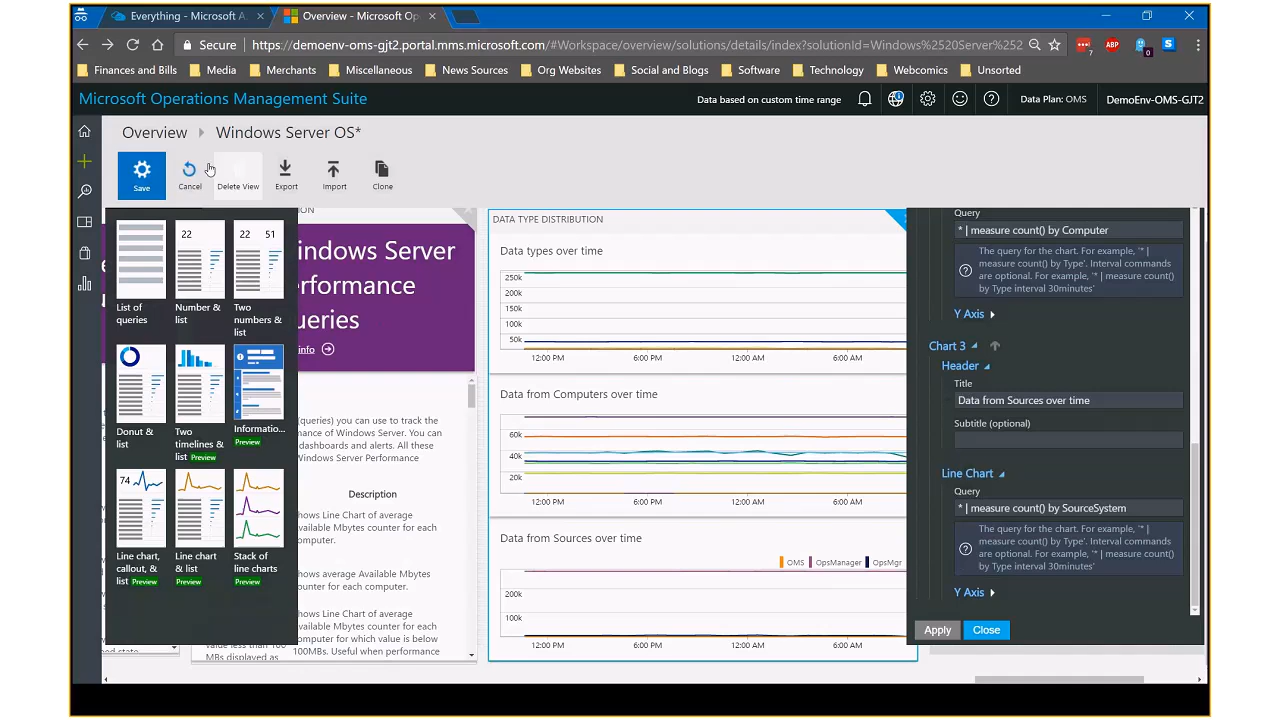 Everything - Microsoft A.
Overview - Microsoft Op
Secure
https://demoenv-oms-gjt2.portal.mms.microsoft.com/#Workspace/overview/solutions/details/index?solutionId=Windows%2520Server%252
7
ABP
0
S
Finances and Bills
Media
Merchants
Miscellaneous
News Sources
Org Websites
Social and Blogs
Software
Technology
Webcomics
Unsorted
Microsoft Operations Management Suite
Data based on custom time range
Data Plan: OMS
DemoEnv-OMS-GJT2
Overview
Windows Server OS*
Save
Cancel
Delete View
Export
Import
Clone
List of
queries
22
Number &
list
22 51
Two
numbers &
list
Donut &
list
Two
timelines &
list Preview
Informatio...
Preview
74
Line chart,
callout, &
list Preview
Line chart
& list
Preview
Stack of
line charts
Preview
ION
indows Server
erformance
ueries
info
(queries) you can use to track the
mance of Windows Server. You can
dashboards and alerts. All these
Windows Server Performance
Description
hows Line Chart of average
Available Mbytes counter for each
omputer.
hows average Available Mbytes
ounter for each computer.
hows Line Chart of average
vailable Mbytes counter for each
omputer for which value is below
100MBs. Useful when performance
value less than 100
MBs displayed as
ed state
DATA TYPE DISTRIBUTION
Data types over time
250k
200k
150k
100k
50k
12:00 PM
6:00 PM
12:00 AM
6:00 AM
Data from Computers over time
60k
40k
20k
12:00 PM
6:00 PM
12:00 AM
6:00 AM
Data from Sources over time
OMS
OpsManager
OpsMgr
200k
100k
12:00 PM
6:00 PM
12:00 AM
6:00 AM
Query
* | measure count() by Computer
The query for the chart. For example, '* |
measure count() by Type'. Interval commands
are optional. For example, '* | measure count()
by Type interval 30minutes'
Y Axis
Chart 3
Header
Title
Data from Sources over time
Subtitle (optional)
Line Chart
Query
* | measure count() by SourceSystem
The query for the chart. For example, '* |
measure count() by Type'. Interval commands
are optional. For example, '* | measure count()
by Type interval 30minutes'
Y Axis
Apply
Close